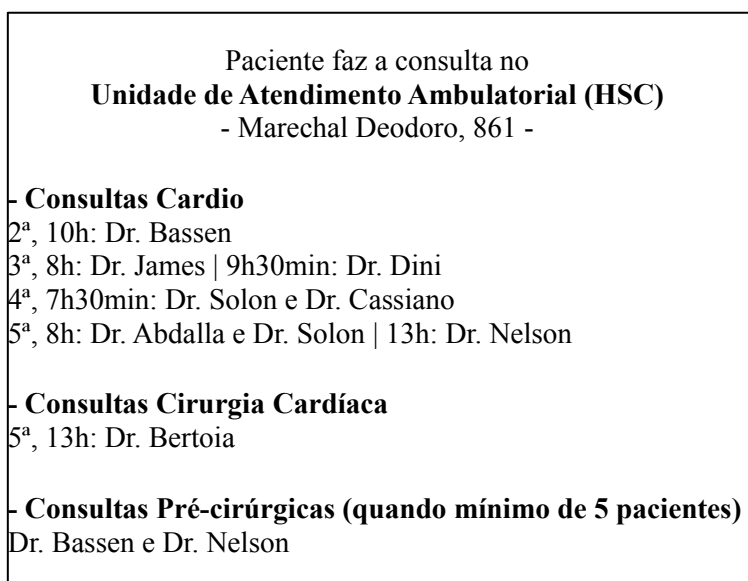 Paciente faz a consulta no
Unidade de Atendimento Ambulatorial (HSC)
- Marechal Deodoro, 861 -
- Consultas Cardio
2ª, 10h: Dr. Bassen
3ª, 8h: Dr. James | 9h30min: Dr. Dini
4ª, 7h30min: Dr. Solon e Dr. Cassiano
5ª, 8h: Dr. Abdalla e Dr. Solon | 13h: Dr. Nelson
- Consultas Cirurgia Cardíaca
5ª, 13h: Dr. Bertoia
- Consultas Pré-cirúrgicas (quando mínimo de 5 pacientes)
Dr. Bassen e Dr. Nelson